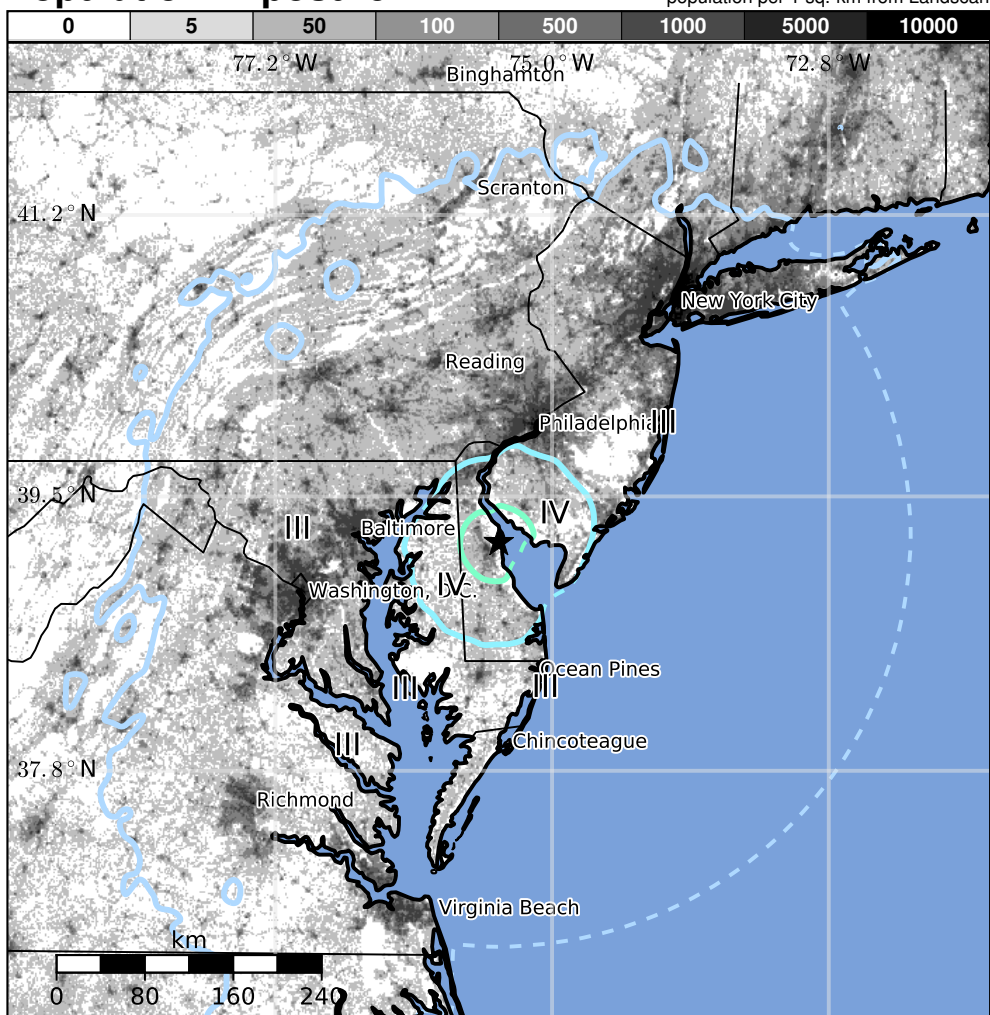 population per 1 sq. km from Landscan
0 5 50 100 500 1000 5000 10000
77.2°W 75.0°W 72.8°W
Binghamton
Scranton
41.2°N
New York City
Reading
Philadelphia III
39.5°N
IV
III
Baltimore
IV
Washington, D.C.
Ocean Pines
III III
Chincoteague
III
37.8°N
Richmond
Virginia Beach
km
0 80 160 240